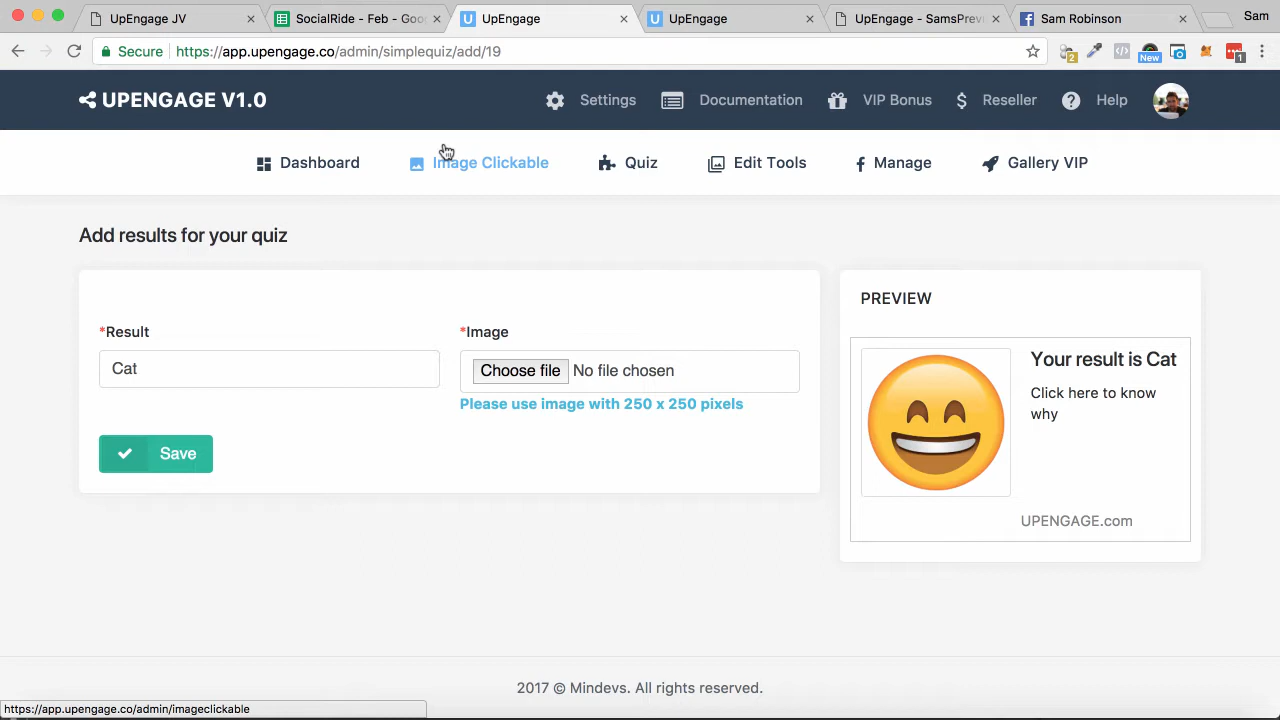 UpEngage JV
SocialRide - Feb - Goo
UpEngage
UpEngage
UpEngage - SamsPrevi
Sam Robinson
Sam
Secure
https://app.upengage.co/admin/simplequiz/add/19
2
New
1
UPENGAGE V1.0
Settings
Documentation
VIP Bonus
Reseller
Help
Dashboard
Image Clickable
Quiz
Edit Tools
Manage
Gallery VIP
Add results for your quiz
*Result
*Image
Cat
Choose file No file chosen
Please use image with 250 x 250 pixels
Save
PREVIEW
Your result is Cat
Click here to know
why
UPENGAGE.com
2017 © Mindevs. All rights reserved.
https://app.upengage.co/admin/imageclickable